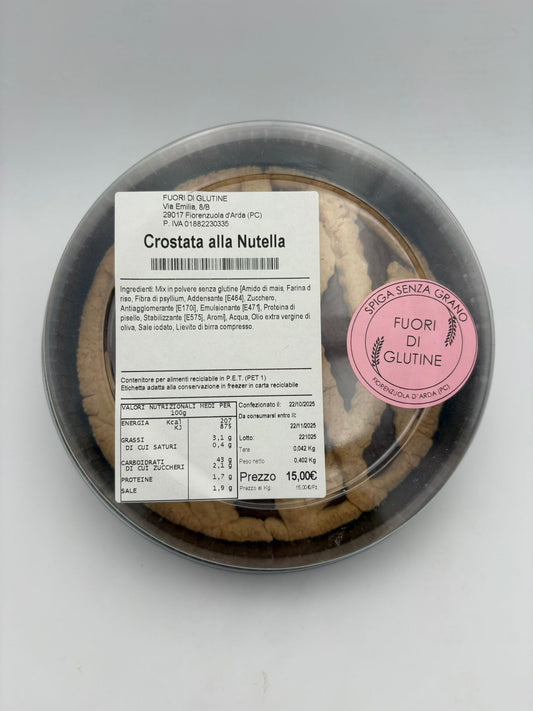 FUORI DI GLUTINE
Via Emilia, 8/B
29017 Fiorenzuola d'Arda (PC)
P. IVA 01882230335
Crostata alla Nutella
Ingredienti: Mix in polvere senza glutine [Amido di mais, Farina d
riso, Fibra di psyllium, Addensante [E464], Zucchero,
Antiagglomerante [E170i], Emulsionante [E471], Proteina di
pisello, Stabilizzante [E575], Aromi], Acqua, Olio extra vergine di
oliva, Sale iodato, Lievito di birra compresso.
Contenitore per alimenti reciclabile in P.E.T. (PET 1)
Etichetta adatta alla conservazione in freezer in carta reciclabile
VALORI NUTRIZIONALI MEDI PER
100g
ENERGIA Kcal 207
KJ 875
GRASSI 3,1 g
DI CUI SATURI 0,4 g
CARBOIDRATI 43 g
DI CUI ZUCCHERI 2,1 g
PROTEINE 1,7 g
SALE 1,9 g
Confezionato il: 22/10/2025
Da consumarsi entro il:
22/11/2025
Lotto: 221025
Tara 0,042 Kg
Peso netto 0,402 Kg
Prezzo 15,00€
Prezzo al Kg. 15,00€/Pz.
SPIGA SENZA GRANO
FUORI
DI
GLUTINE
FIORENZUOLA D'ARDA (PC)